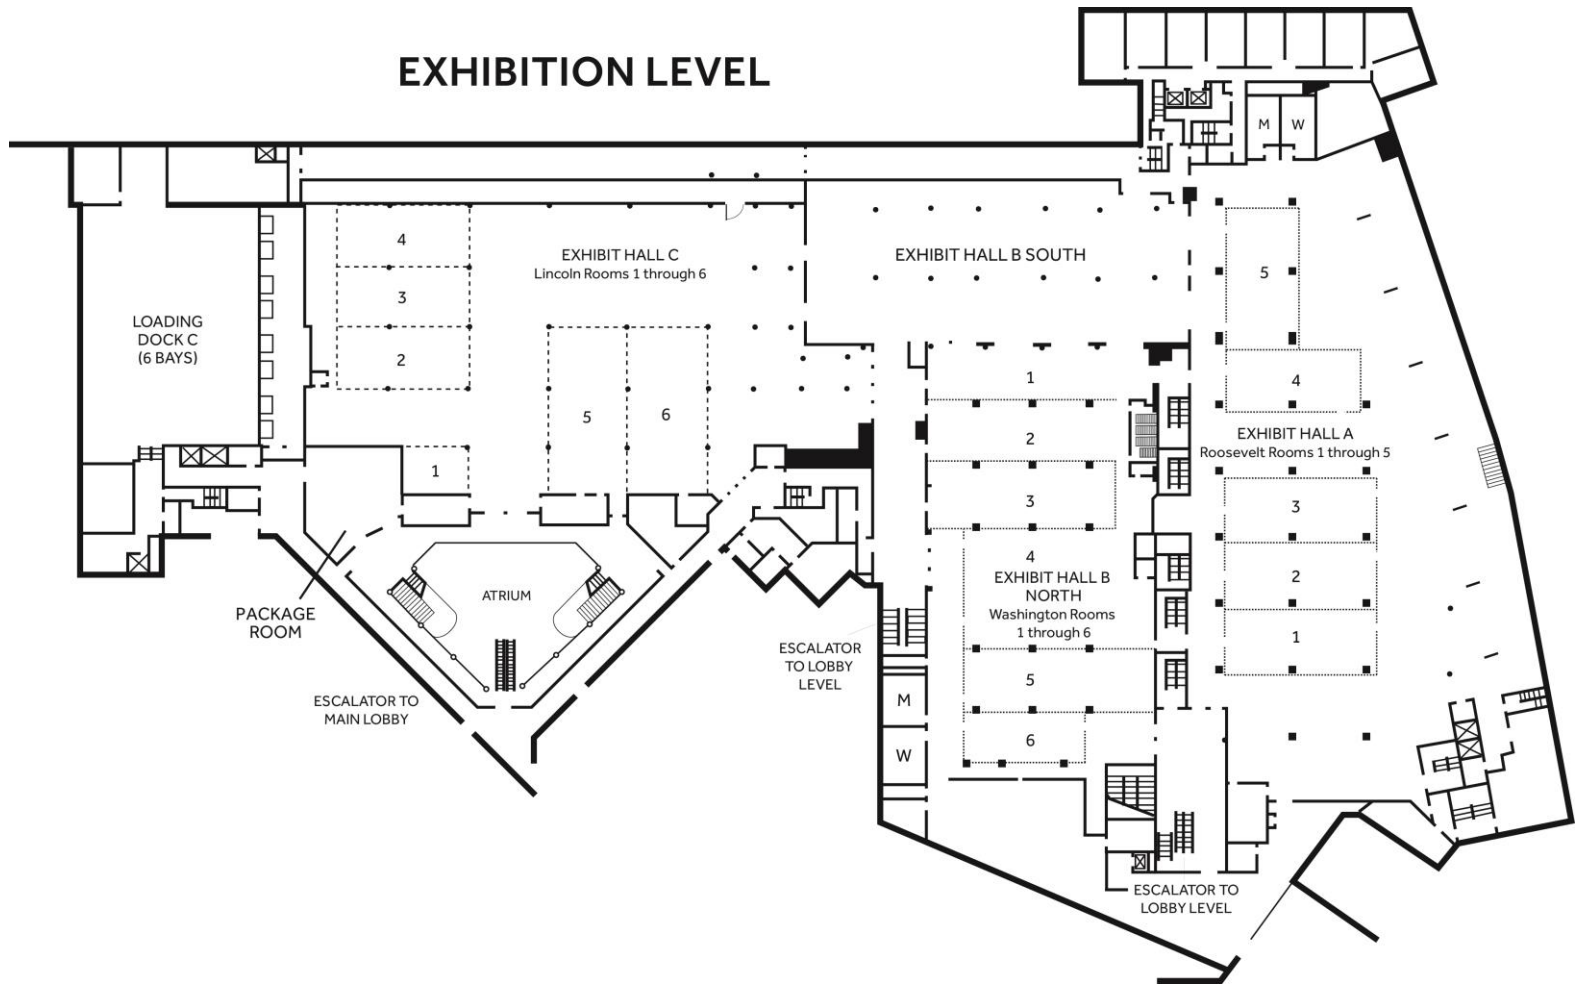 EXHIBITION LEVEL
M
W
4
EXHIBIT HALL C
Lincoln Rooms 1 through 6
EXHIBIT HALL B SOUTH
5
3
LOADING
DOCK C
(6 BAYS)
2
5
6
1
1
2
3
4
EXHIBIT HALL B
NORTH
Washington Rooms
1 through 6
5
6
4
EXHIBIT HALL A
Roosevelt Rooms 1 through 5
3
2
1
ATRIUM
PACKAGE
ROOM
ESCALATOR TO
MAIN LOBBY
ESCALATOR
TO LOBBY
LEVEL
M
W
ESCALATOR TO
LOBBY LEVEL